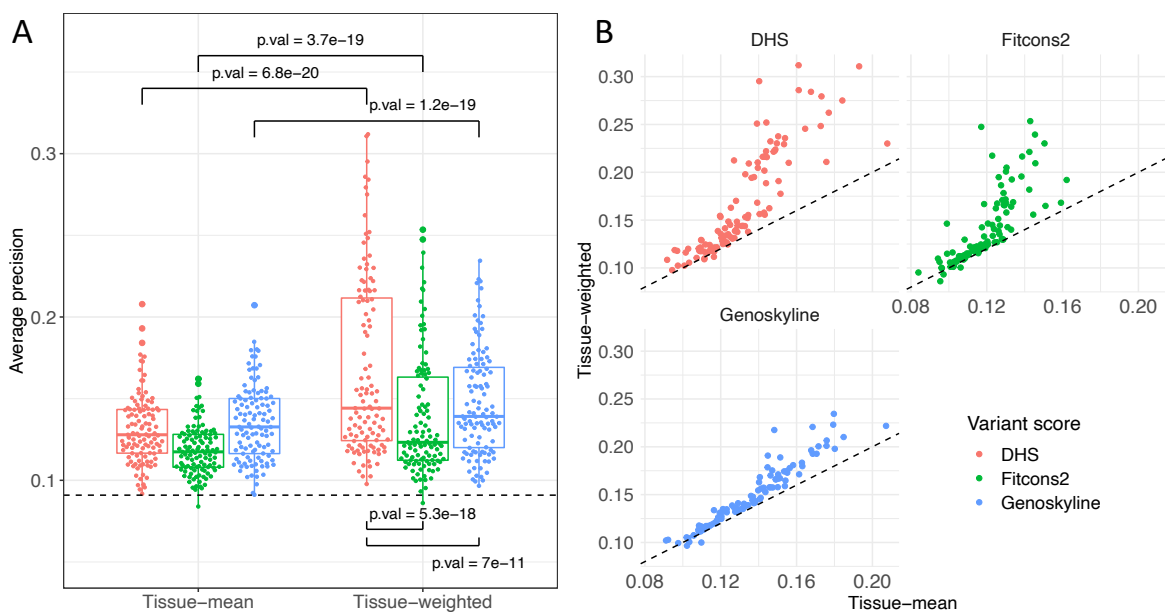 A
p.val = 3.7e−19
p.val = 6.8e−20
p.val = 1.2e−19
Average precision
0.3
0.2
0.1
p.val = 5.3e−18
p.val = 7e−11
Tissue−mean
Tissue−weighted
B
DHS
Fitcons2
0.30
0.25
0.20
0.15
0.10
0.08
0.12
0.16
0.20
Tissue−weighted
Genoskyline
0.30
0.25
0.20
0.15
0.10
0.08
0.12
0.16
0.20
Tissue−mean
Variant score
DHS
Fitcons2
Genoskyline